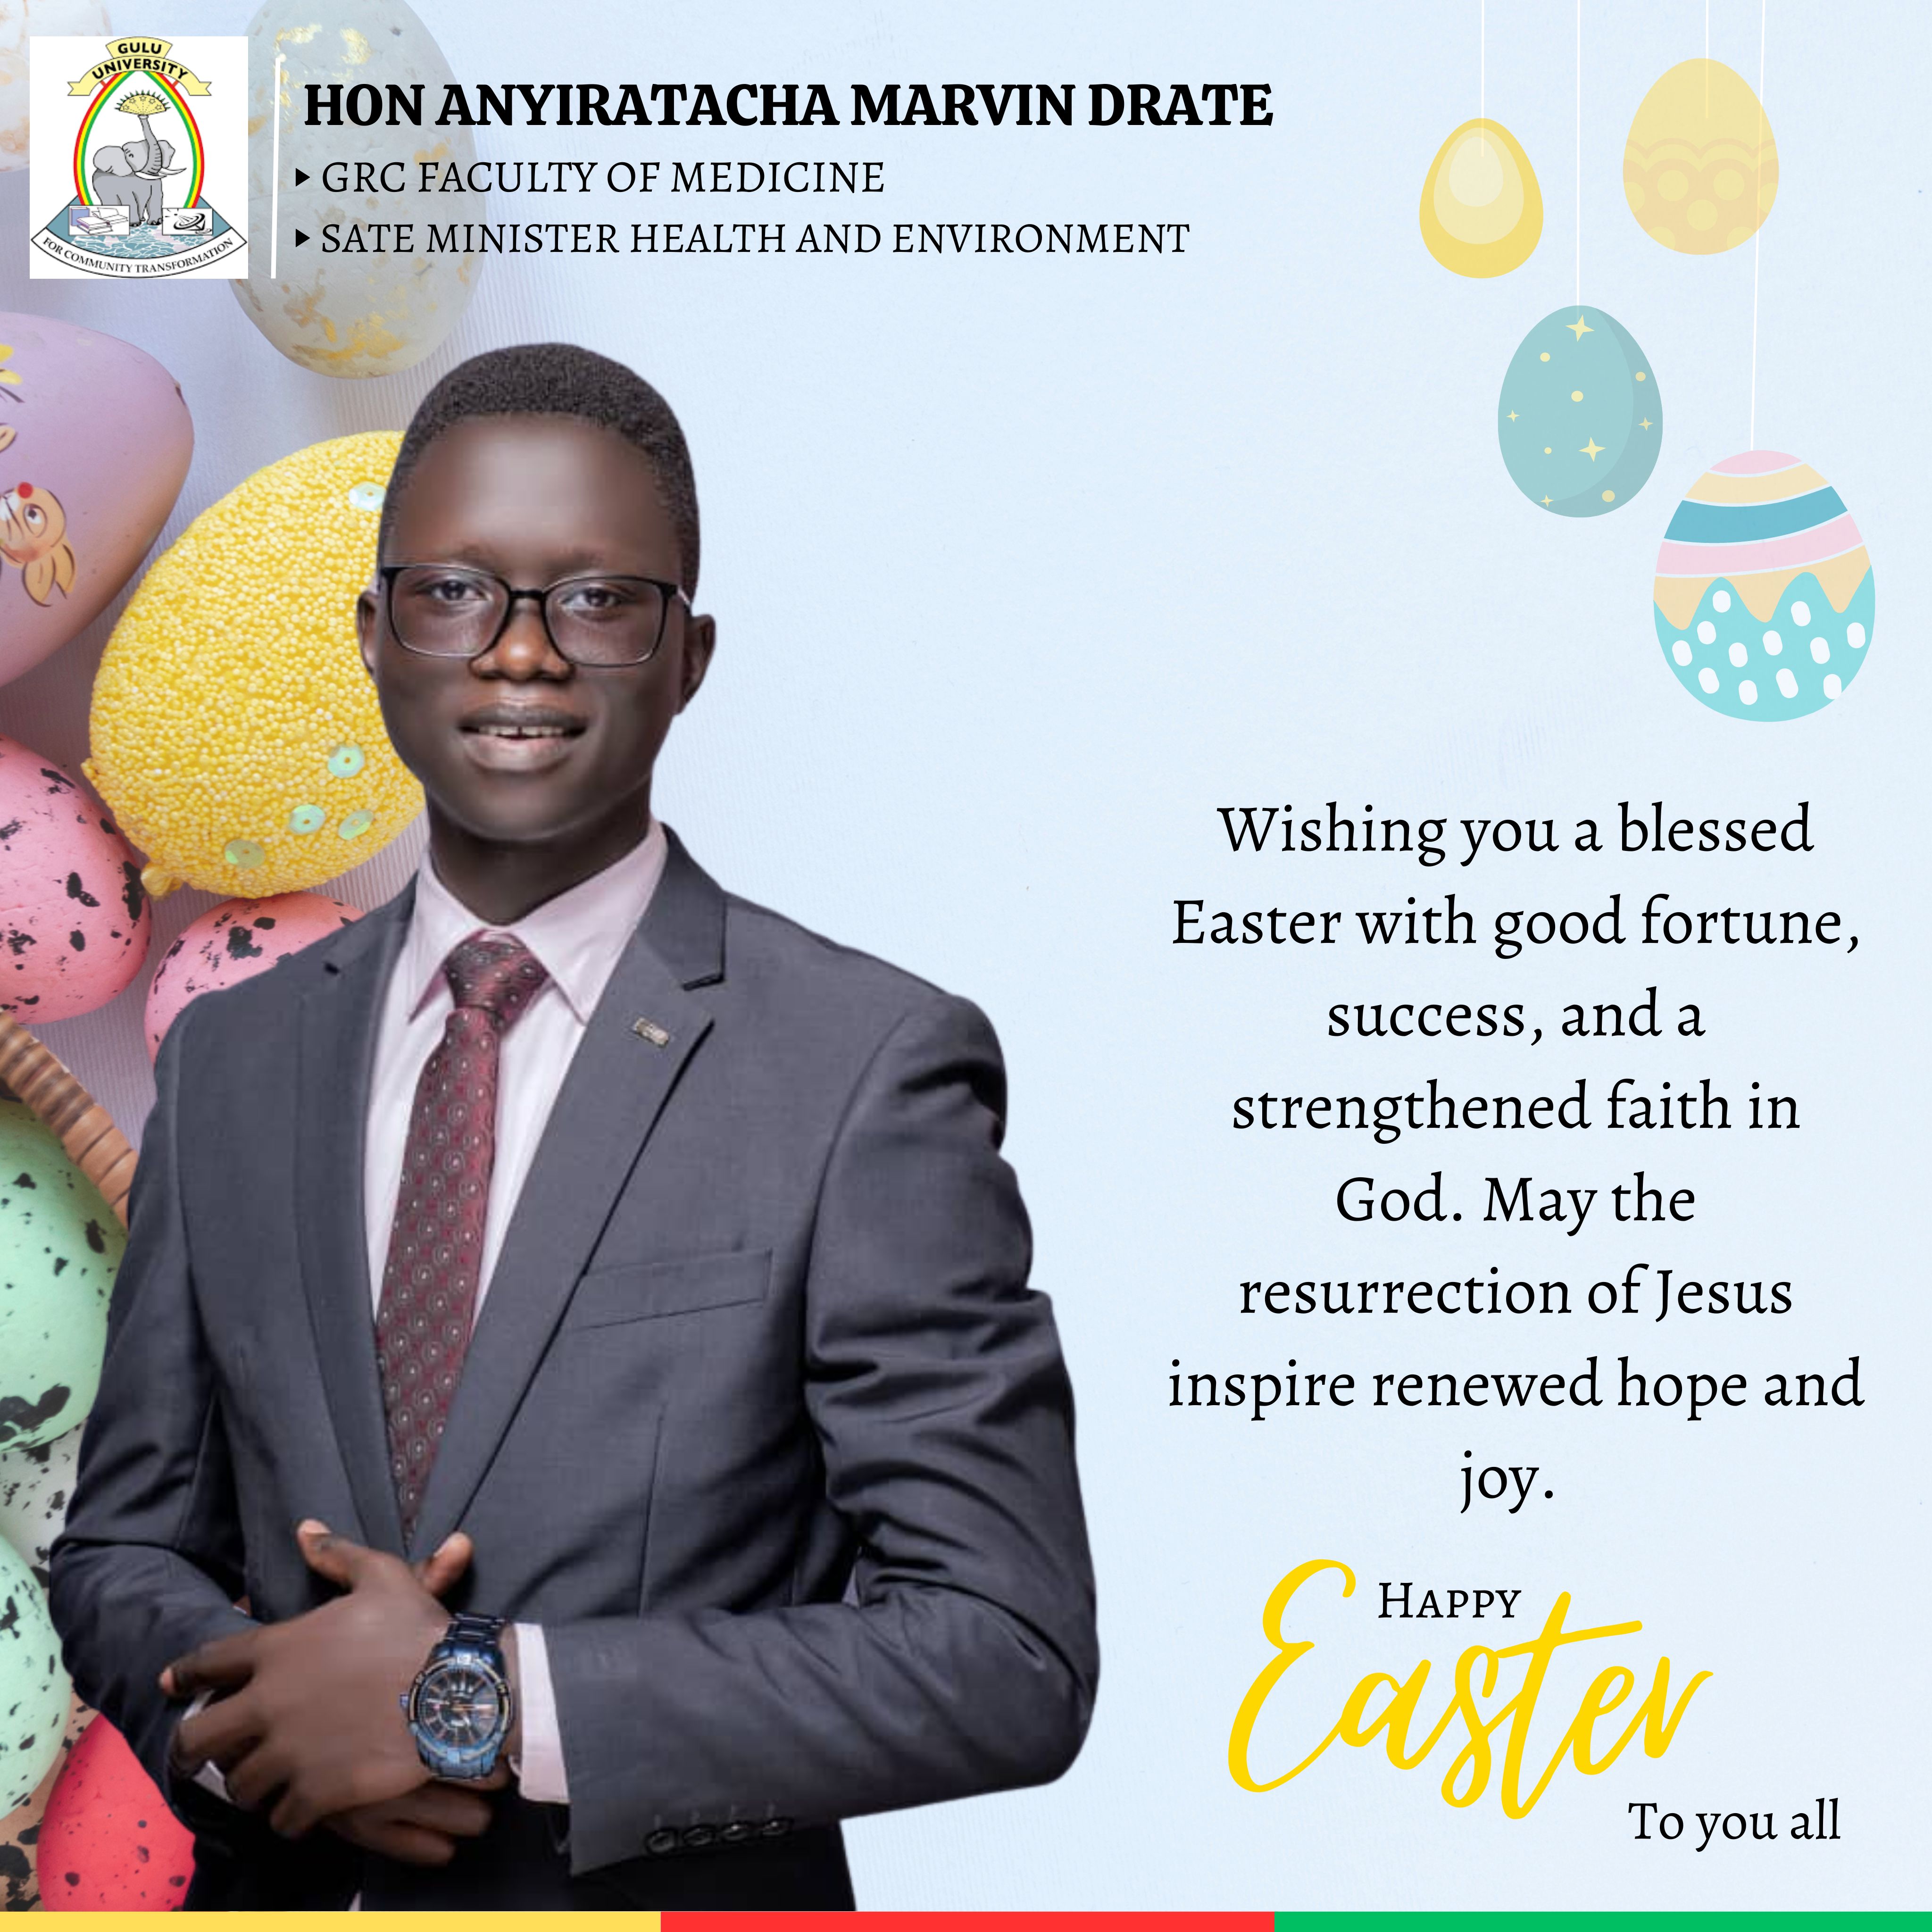 GULU
UNIVERSITY
FOR COMMUNITY TRANSFORMATION
HON ANYIRATACHA MARVIN DRATE
GRC FACULTY OF MEDICINE
SATE MINISTER HEALTH AND ENVIRONMENT
Wishing you a blessed
Easter with good fortune,
success, and a
strengthened faith in
God. May the
resurrection of Jesus
inspire renewed hope and
joy.
HAPPY
Easter
To you all